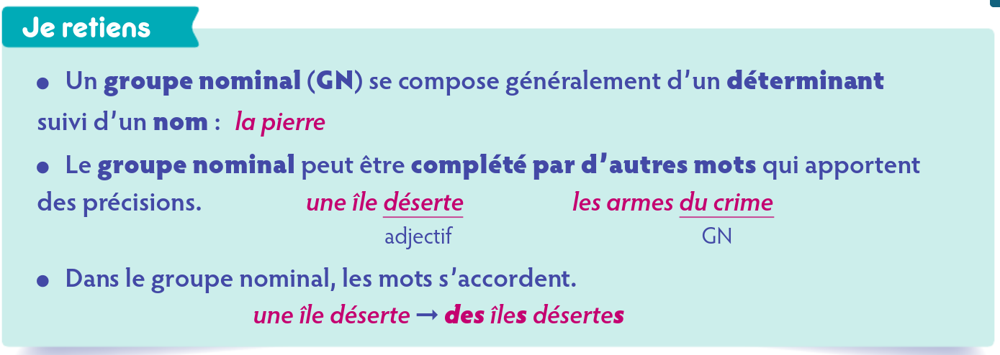 Je retiens
• Un groupe nominal (GN) se compose généralement d'un déterminant
suivi d'un nom : la pierre
• Le groupe nominal peut être complété par d'autres mots qui apportent
des précisions. une île déserte les armes du crime
adjectif GN
• Dans le groupe nominal, les mots s'accordent.
une île déserte → des îles désertes